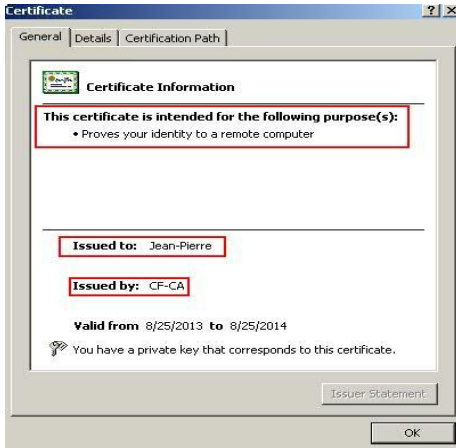 Certificate
General Details Certification Path
Certificate Information
This certificate is intended for the following purpose(s):
• Proves your identity to a remote computer
Issued to: Jean-Pierre
Issued by: CF-CA
Valid from 8/25/2013 to 8/25/2014
You have a private key that corresponds to this certificate.
Issuer Statement
OK